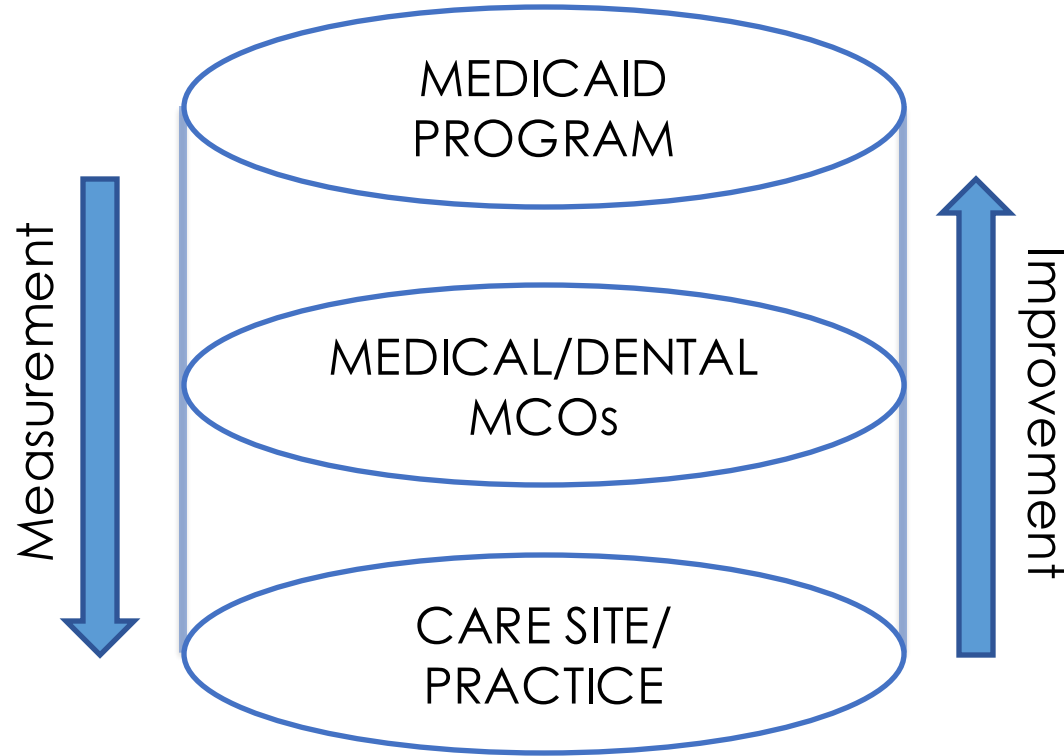 MEDICAID
PROGRAM
Measurement
MEDICAL/DENTAL
MCOs
Improvement
CARE SITE/
PRACTICE